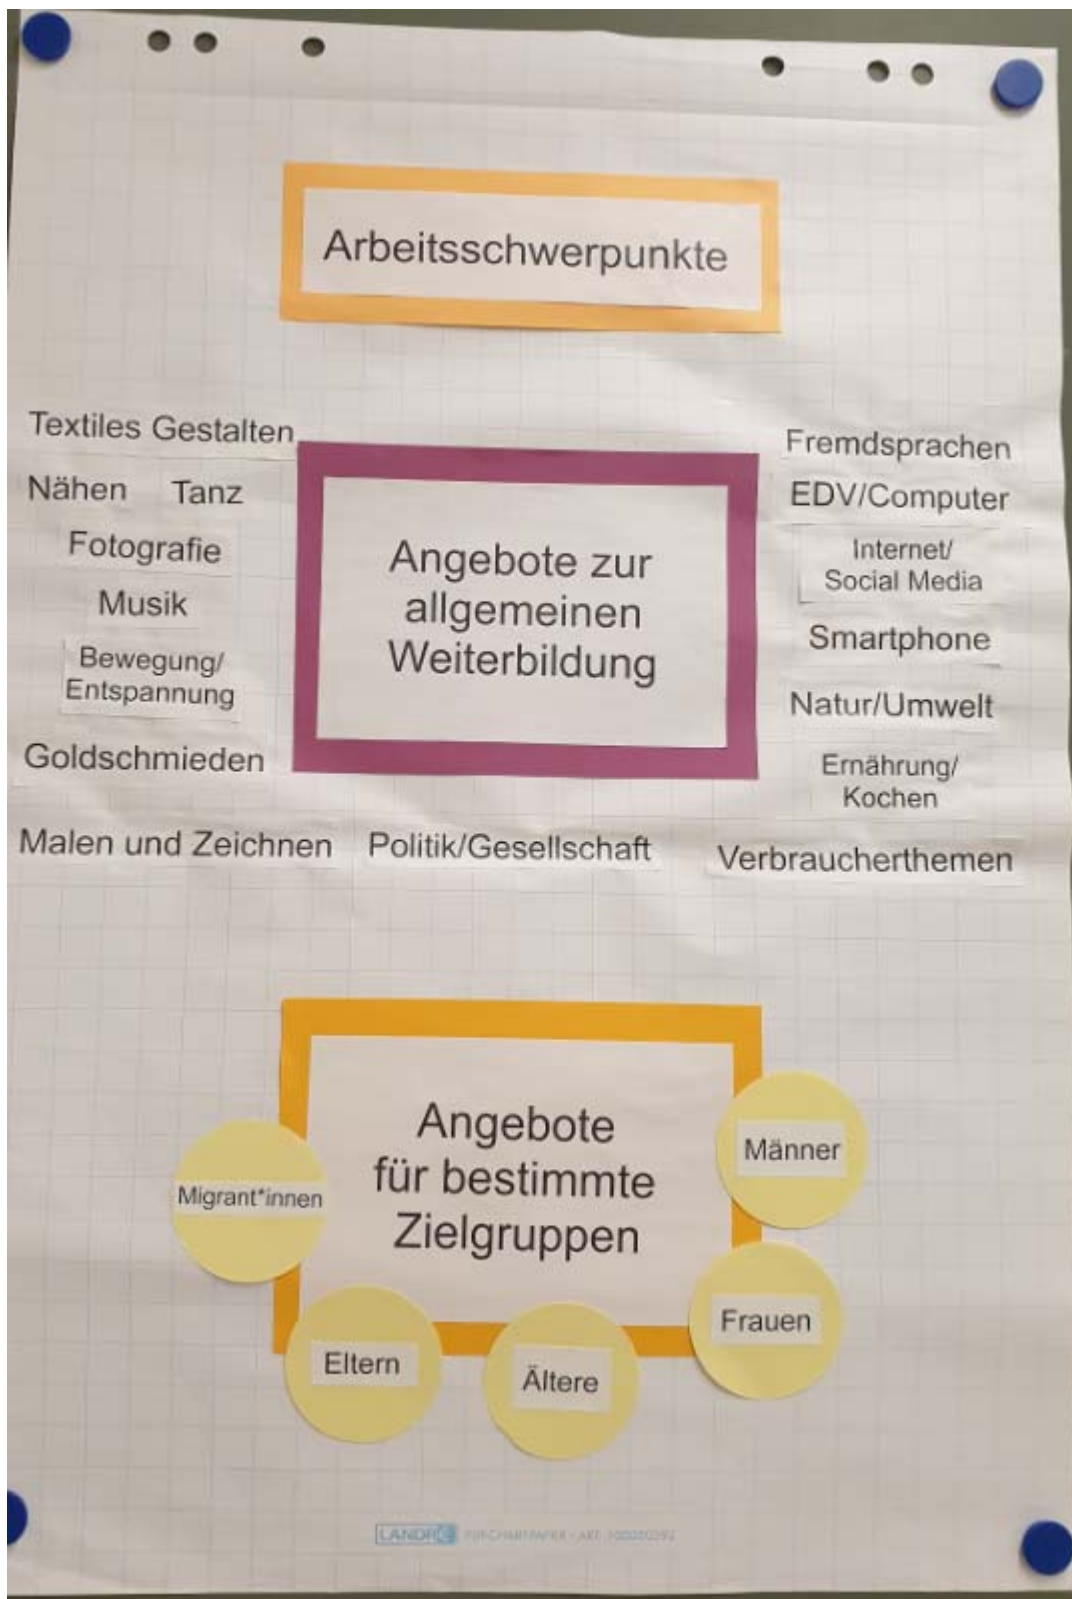 Arbeitsschwerpunkte
Textiles Gestalten
Nähen Tanz
Fotografie
Musik
Bewegung/
Entspannung
Goldschmieden
Malen und Zeichnen
Angebote zur
allgemeinen
Weiterbildung
Politik/Gesellschaft
Fremdsprachen
EDV/Computer
Internet/
Social Media
Smartphone
Natur/Umwelt
Ernährung/
Kochen
Verbraucherthemen
Angebote
für bestimmte
Zielgruppen
Migrant*innen
Eltern
Ältere
Frauen
Männer